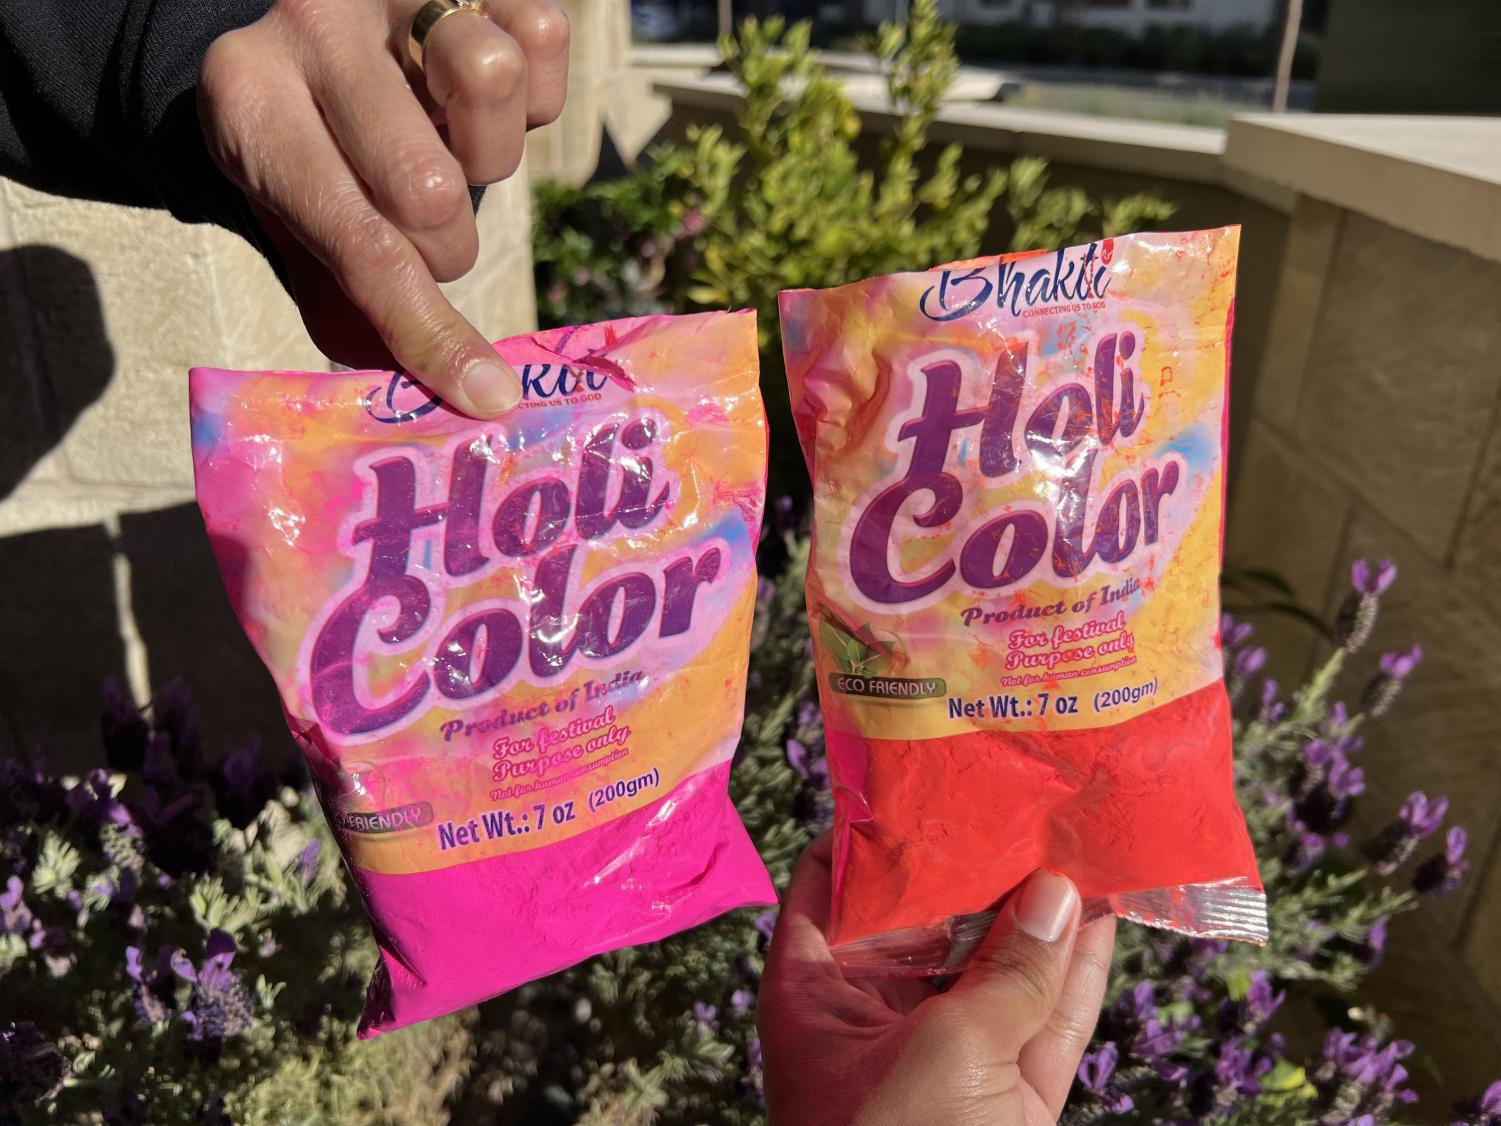 CTING US TO GOD
Holi
Color
Product of India
For festival
Purpose only
Not for human consumption
FRIENDLY
Net Wt.: 7 oz (200gm)
Bhakti
CONNECTING US TO GOD
Holi
Color
Product of India
For festival
Purpose only
Not for human consumption
ECO FRIENDLY
Net Wt.: 7 oz (200gm)